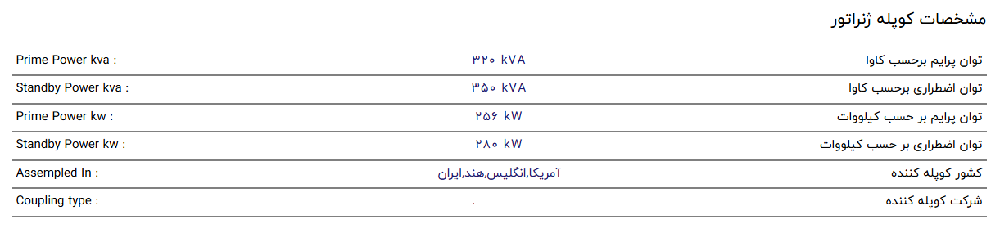 مشخصات کوپله ژنراتور
توان پرایم برحسب کاوا ۳۲۰ kVA Prime Power kva :
توان اضطراری برحسب کاوا ۳۵۰ kVA Standby Power kva :
توان پرایم بر حسب کیلووات ۲۵۶ kW Prime Power kw :
توان اضطراری بر حسب کیلووات ۲۸۰ kW Standby Power kw :
کشور کوپله کننده آمریکا,انگلیس,هند,ایران Assempled In :
شرکت کوپله کننده . Coupling type :